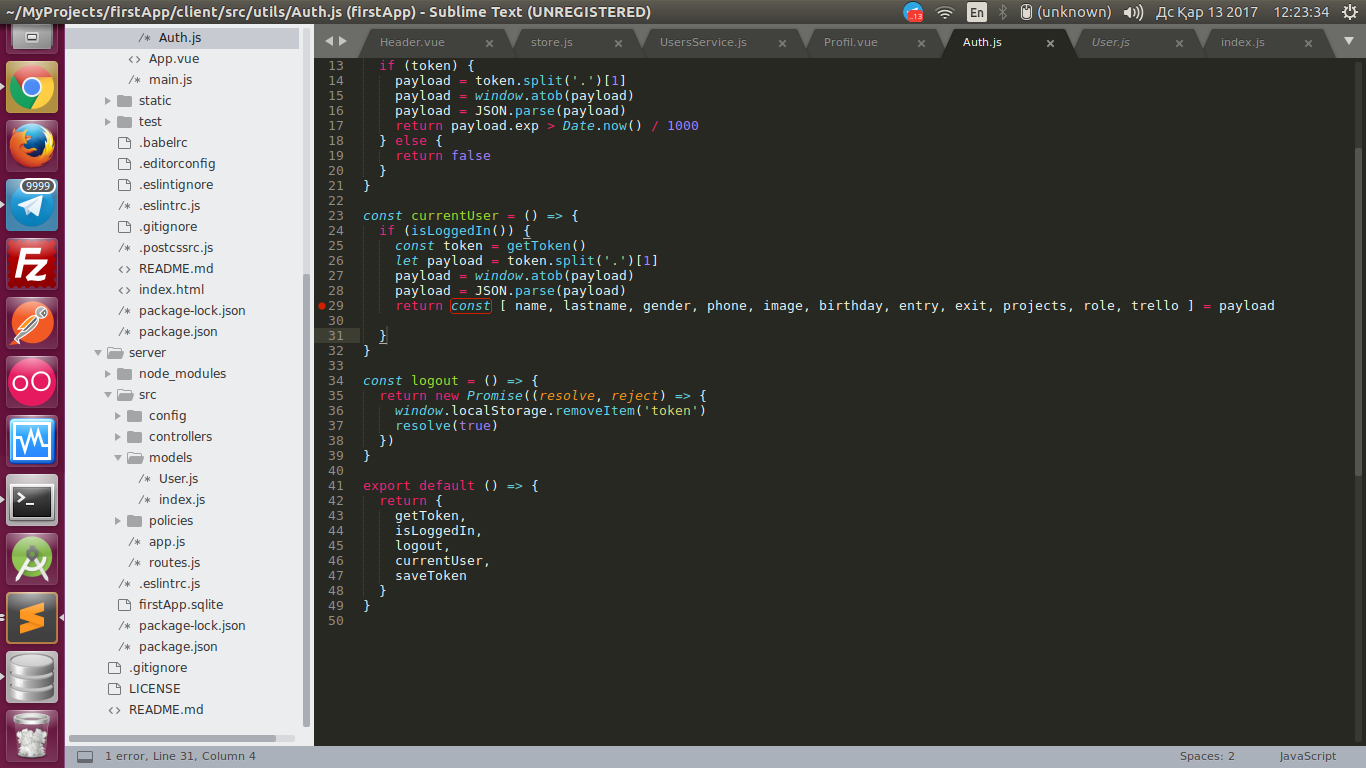 ~/MyProjects/firstApp/client/src/utils/Auth.js (firstApp) - Sublime Text (UNREGISTERED)
13
En
(unknown)
Дс Қар 13 2017
12:23:34
Auth.js
App.vue
main.js
static
test
.babelrc
.editorconfig
.eslintignore
.eslintrc.js
.gitignore
.postcssrc.js
README.md
index.html
package-lock.json
package.json
server
node_modules
src
config
controllers
models
User.js
index.js
policies
app.js
routes.js
.eslintrc.js
firstApp.sqlite
package-lock.json
package.json
.gitignore
LICENSE
README.md
9999
Header.vue
store.js
UsersService.js
Profil.vue
Auth.js
User.js
index.js
13 if (token) {
14 payload = token.split('.')[1]
15 payload = window.atob(payload)
16 payload = JSON.parse(payload)
17 return payload.exp > Date.now() / 1000
18 } else {
19 return false
20 }
21 }
22
23 const currentUser = () => {
24 if (isLoggedIn()) {
25 const token = getToken()
26 let payload = token.split('.')[1]
27 payload = window.atob(payload)
28 payload = JSON.parse(payload)
29 return const [ name, lastname, gender, phone, image, birthday, entry, exit, projects, role, trello ] = payload
30
31 }
32 }
33
34 const logout = () => {
35 return new Promise((resolve, reject) => {
36 window.localStorage.removeItem('token')
37 resolve(true)
38 })
39 }
40
41 export default () => {
42 return {
43 getToken,
44 isLoggedIn,
45 logout,
46 currentUser,
47 saveToken
48 }
49 }
50
1 error, Line 31, Column 4
Spaces: 2
JavaScript